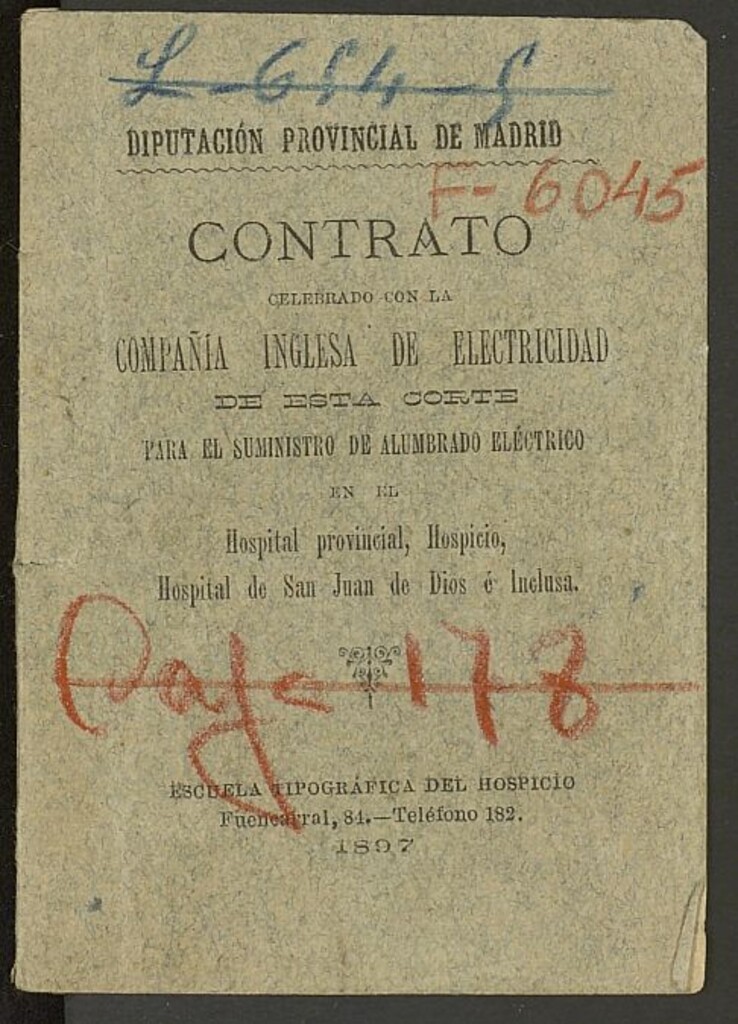 L-654-5
DIPUTACIÓN PROVINCIAL DE MADRID
F-6045
CONTRATO
CELEBRADO CON LA
COMPAÑÍA INGLESA DE ELECTRICIDAD
DE ESTA CORTE
PARA EL SUMINISTRO DE ALUMBRADO ELÉCTRICO
EN EL
Hospital provincial, Hospicio,
Hospital de San Juan de Dios é Inclusa.
178
ESCUELA TIPOGRÁFICA DEL HOSPICIO
Fuencarral, 84.—Teléfono 182.
1897